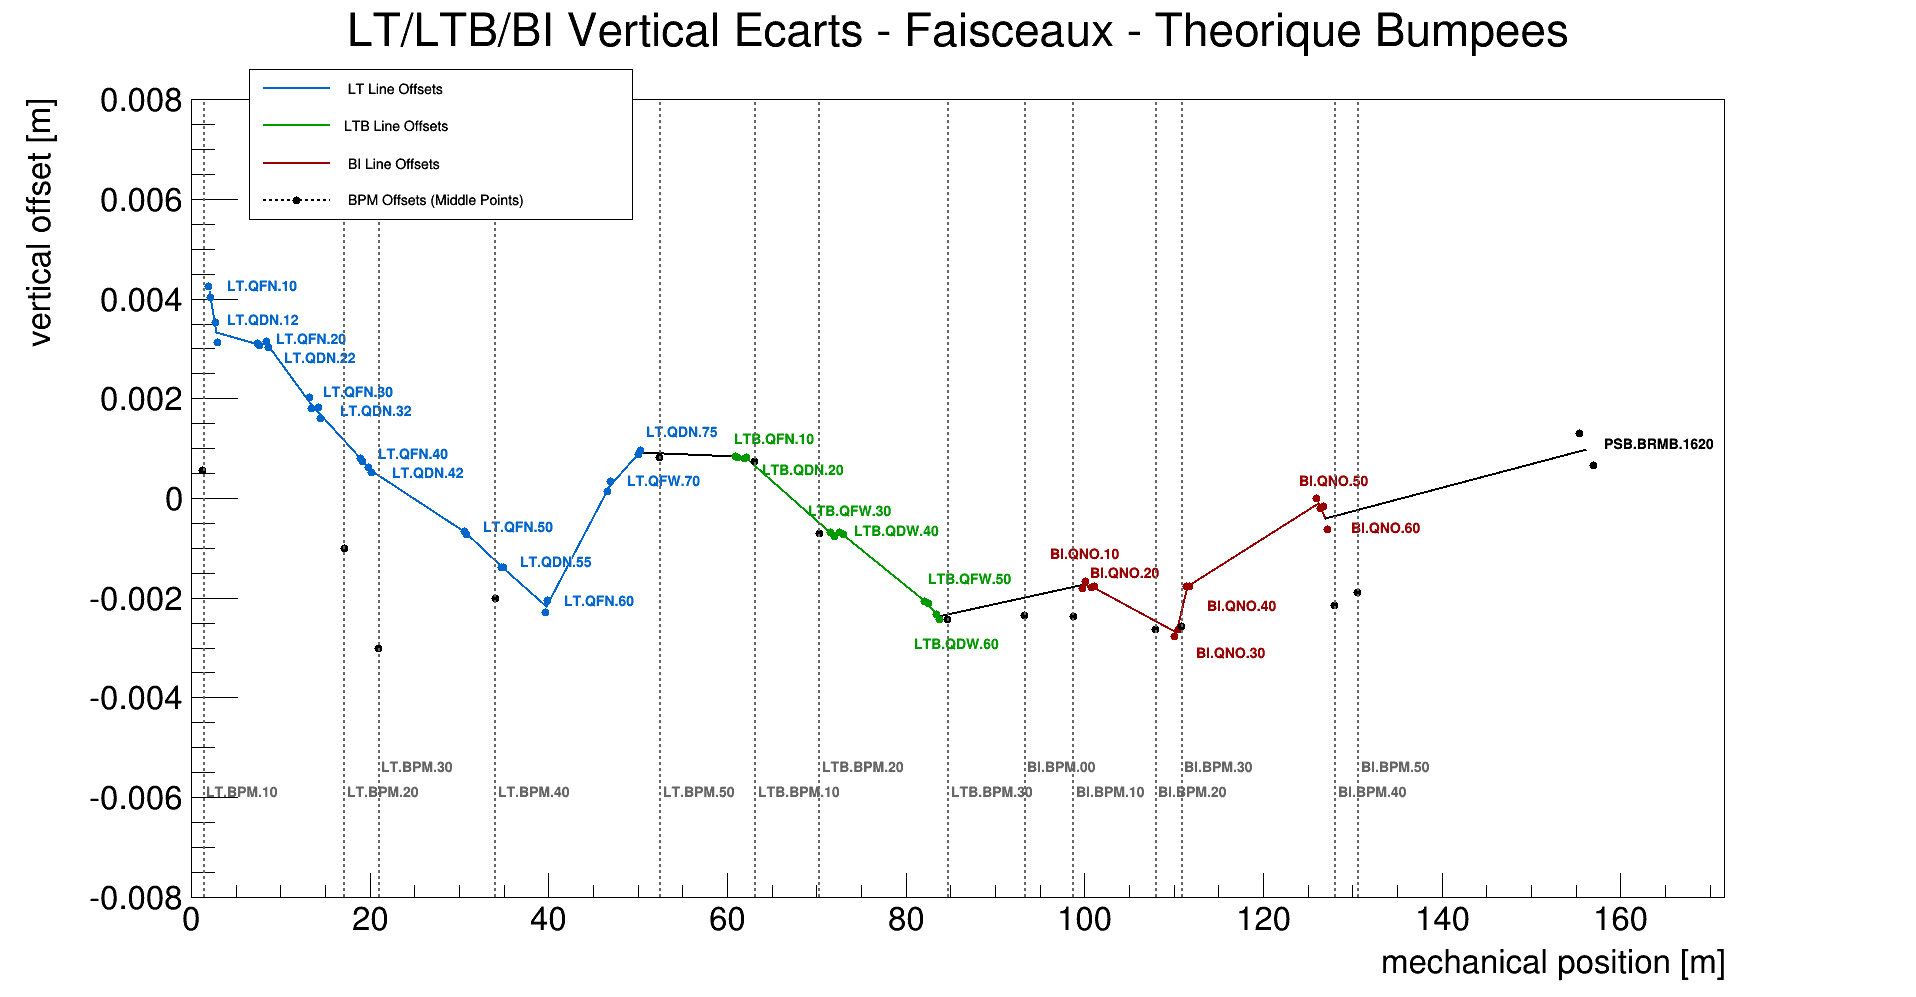 LT/LTB/BI Vertical Ecarts - Faisceaux - Theorique Bumpees
vertical offset [m]
LT Line Offsets
LTB Line Offsets
BI Line Offsets
BPM Offsets (Middle Points)
0.008
0.006
0.004
0.002
0
-0.002
-0.004
-0.006
-0.008
LT.QFN.10
LT.QDN.12
LT.QFN.20
LT.QDN.22
LT.QFN.30
LT.QDN.32
LT.QFN.40
LT.QDN.42
LT.QFN.50
LT.QDN.55
LT.QFN.60
LT.QFW.70
LT.QDN.75
LTB.QFN.10
LTB.QDN.20
LTB.QFW.30
LTB.QDW.40
LTB.QFW.50
LTB.QDW.60
BI.QNO.10
BI.QNO.20
BI.QNO.30
BI.QNO.40
BI.QNO.50
BI.QNO.60
PSB.BRMB.1620
LT.BPM.10
LT.BPM.20
LT.BPM.30
LT.BPM.40
LT.BPM.50
LTB.BPM.10
LTB.BPM.20
LTB.BPM.30
BI.BPM.00
BI.BPM.10
BI.BPM.20
BI.BPM.30
BI.BPM.40
BI.BPM.50
0 20 40 60 80 100 120 140 160
mechanical position [m]